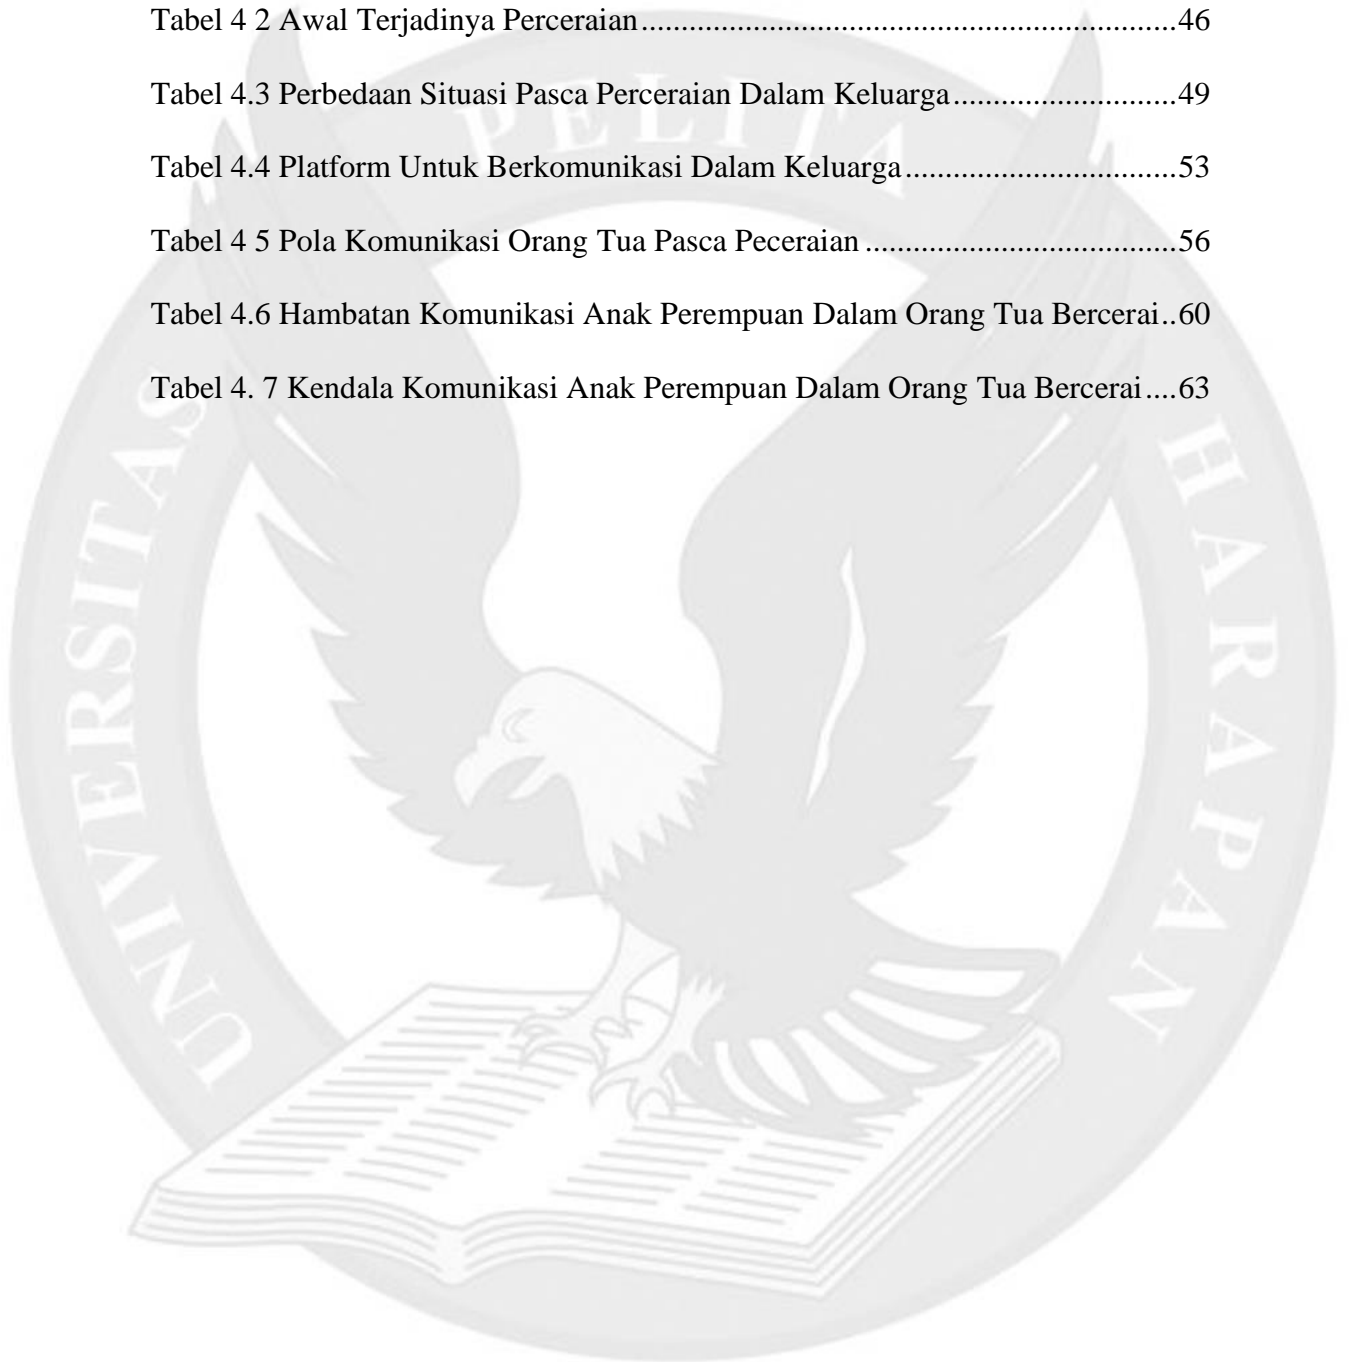 Tabel 4 2 Awal Terjadinya Perceraian....................................................................46
Tabel 4.3 Perbedaan Situasi Pasca Perceraian Dalam Keluarga............................49
Tabel 4.4 Platform Untuk Berkomunikasi Dalam Keluarga..................................53
Tabel 4 5 Pola Komunikasi Orang Tua Pasca Peceraian.......................................56
Tabel 4.6 Hambatan Komunikasi Anak Perempuan Dalam Orang Tua Bercerai..60
Tabel 4. 7 Kendala Komunikasi Anak Perempuan Dalam Orang Tua Bercerai....63
UNIVERSITAS PELITA HARAPAN